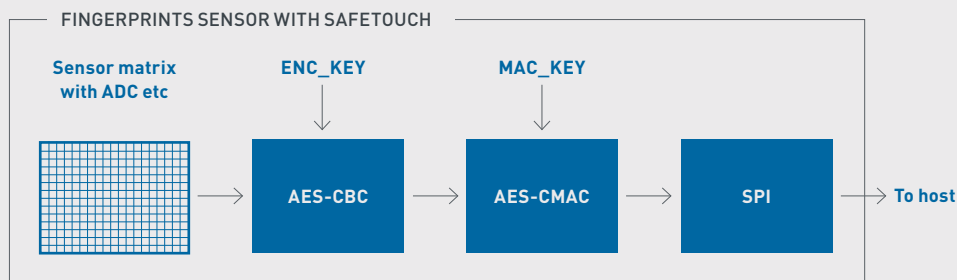 FINGERPRINTS SENSOR WITH SAFETOUCH
Sensor matrix
with ADC etc
ENC_KEY
MAC_KEY
AES-CBC
AES-CMAC
SPI
To host